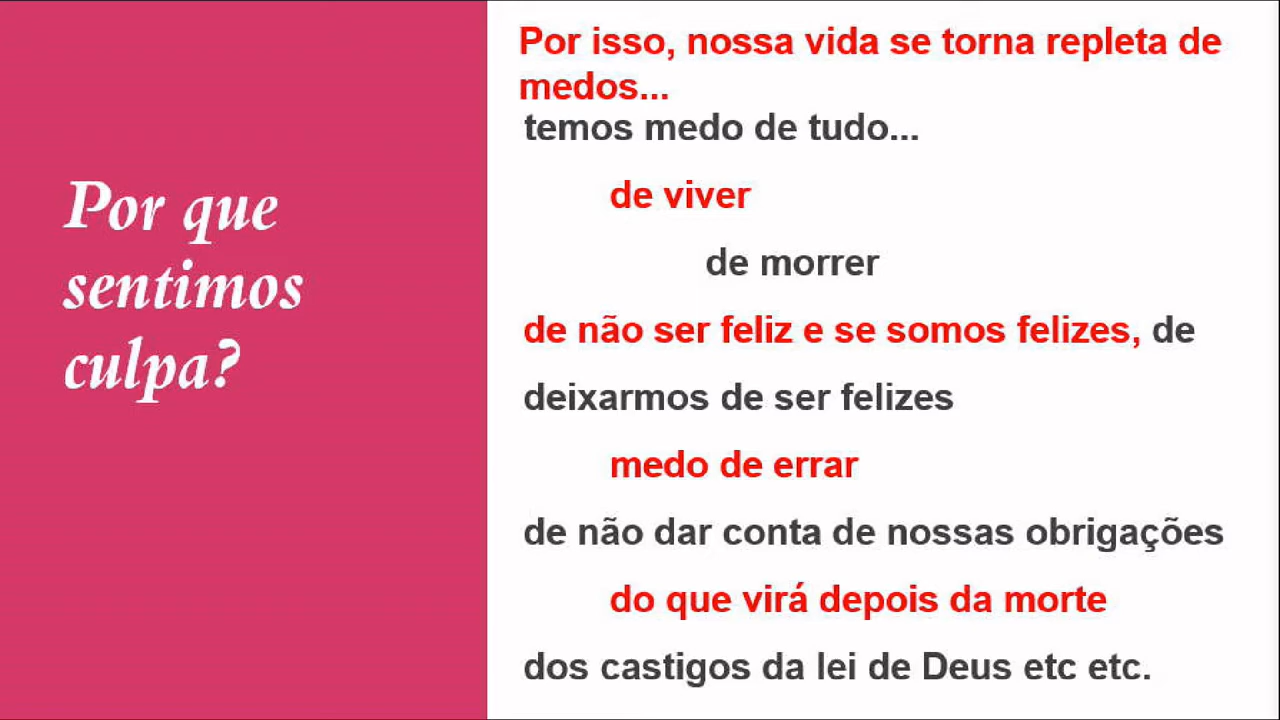 Por que
sentimos
culpa?
Por isso, nossa vida se torna repleta de
medos...
temos medo de tudo...
de viver
de morrer
de não ser feliz e se somos felizes, de
deixarmos de ser felizes
medo de errar
de não dar conta de nossas obrigações
do que virá depois da morte
dos castigos da lei de Deus etc etc.